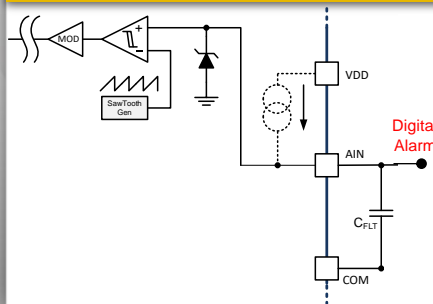 MOD
+
−
SawTooth
Gen
VDD
AIN
Digita
Alarm
CFLT
COM